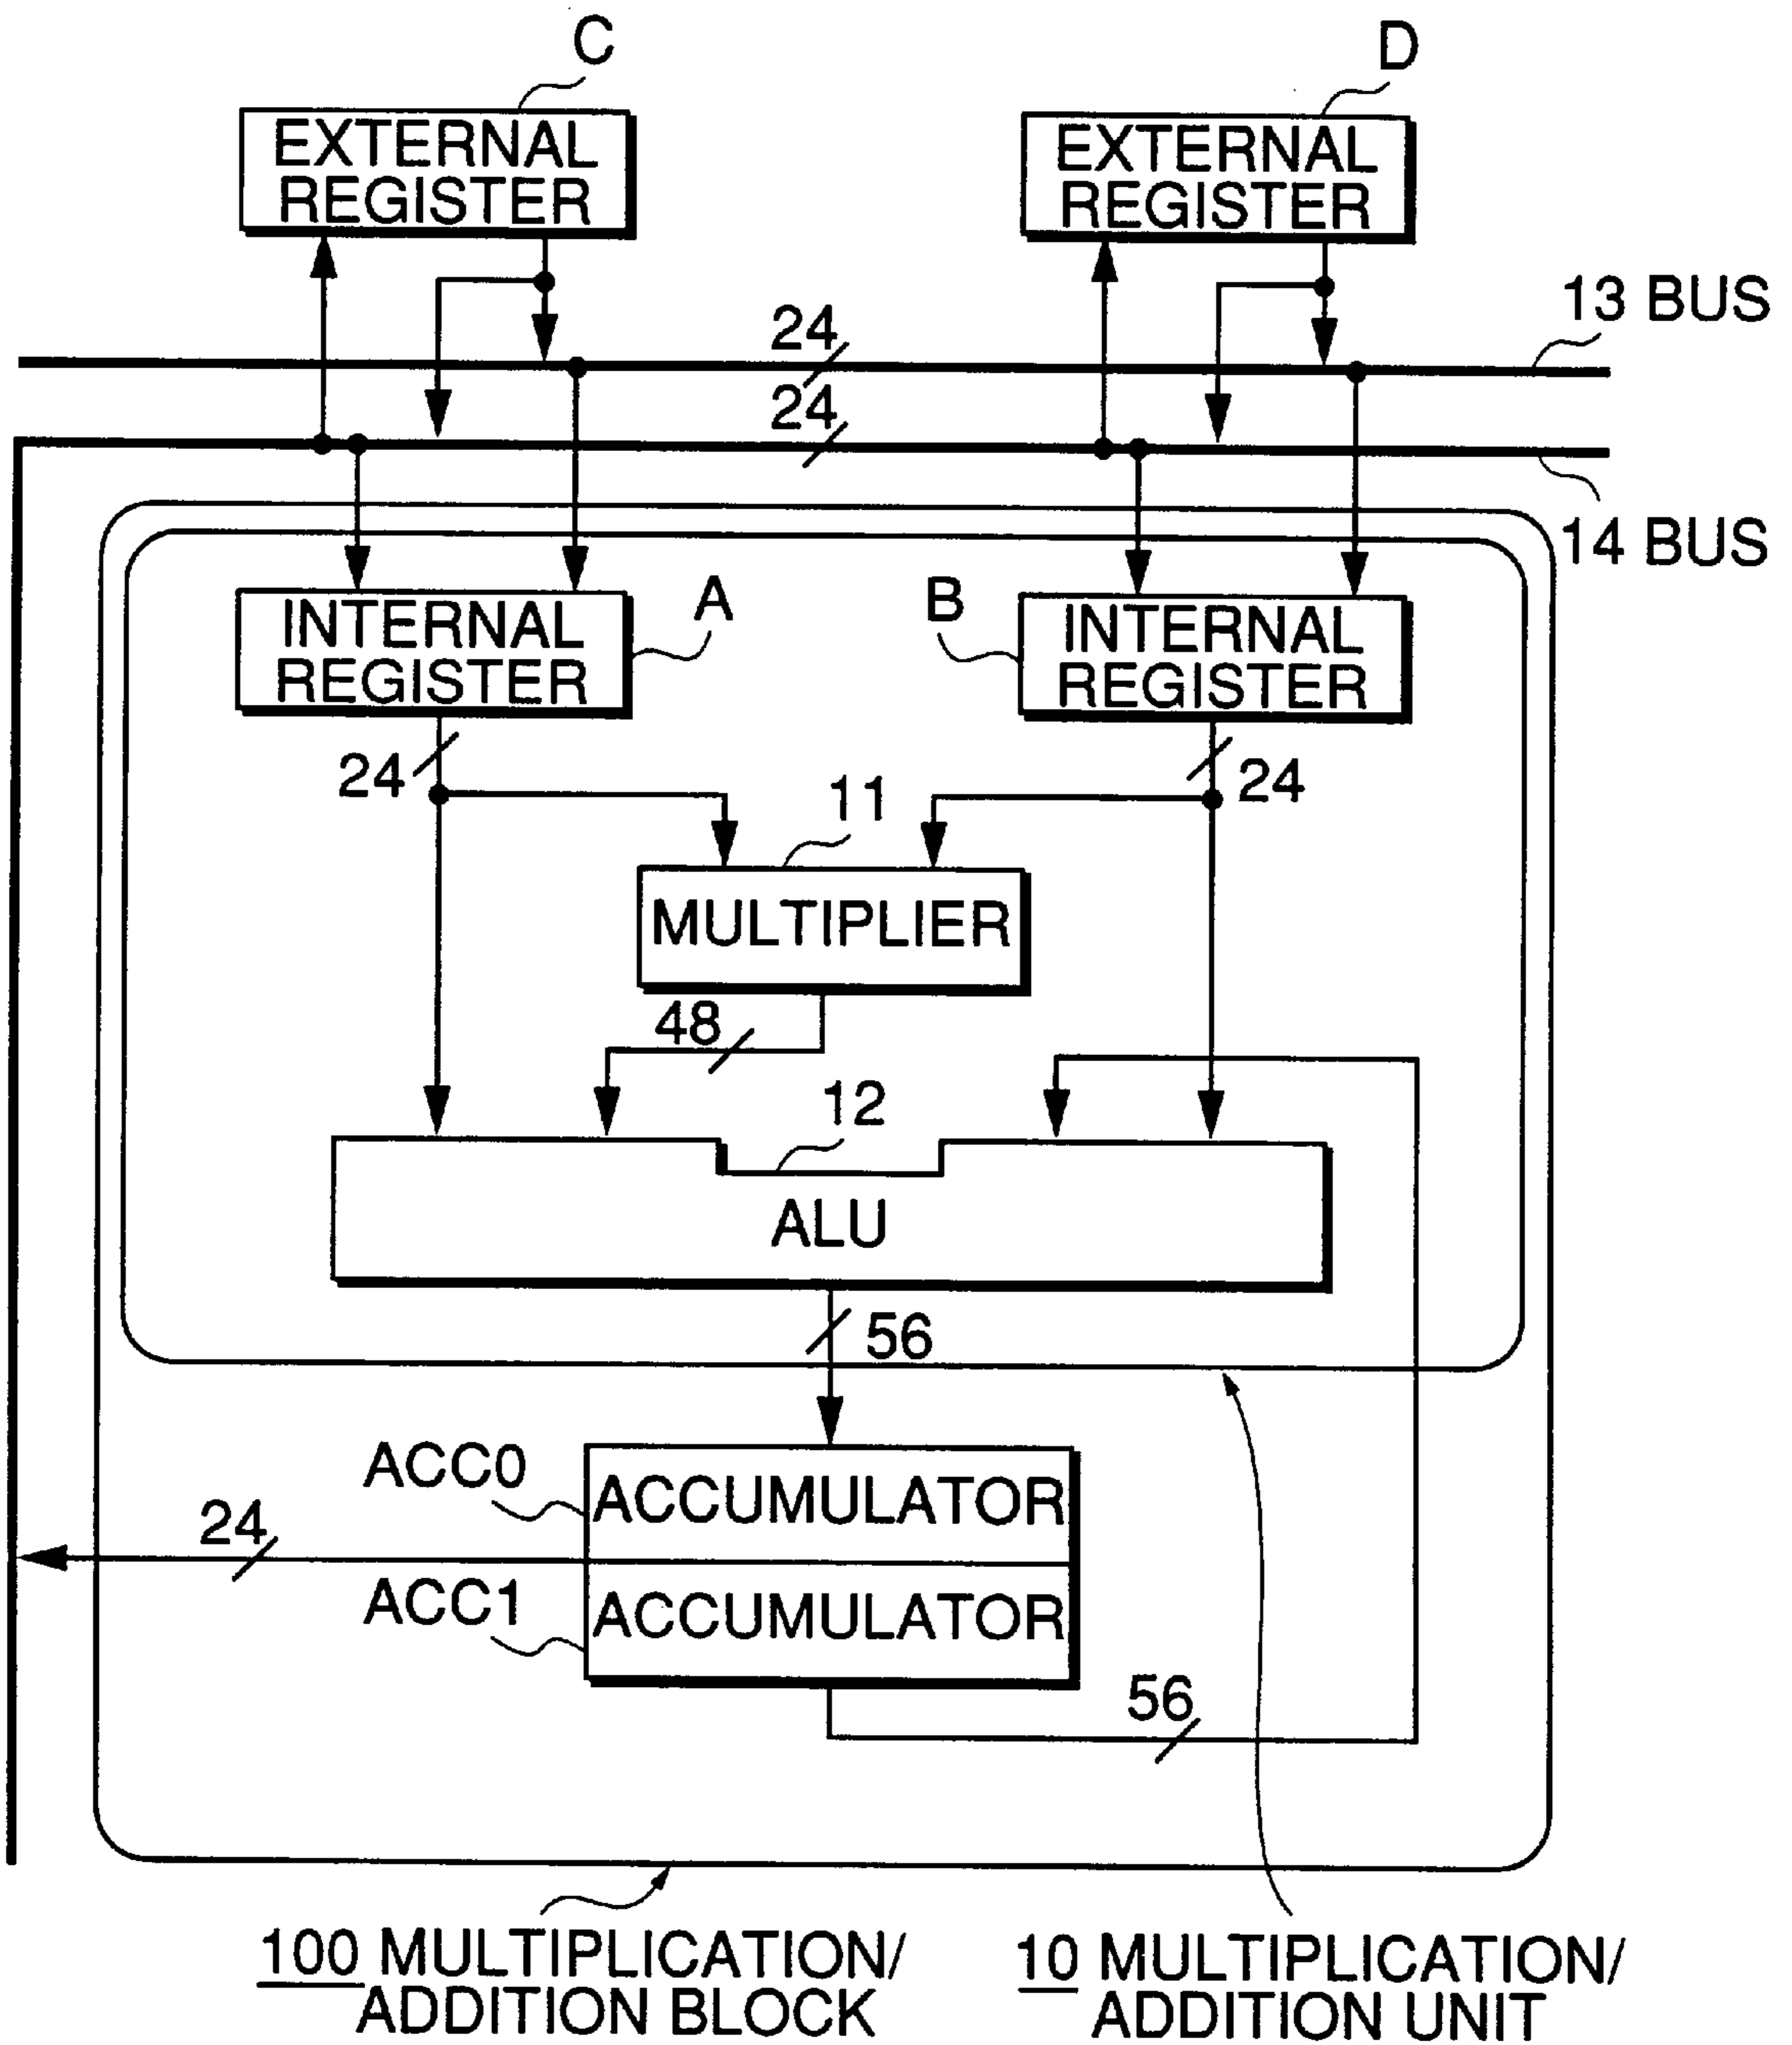 C
D
EXTERNAL
REGISTER
EXTERNAL
REGISTER
13 BUS
24
24
14 BUS
INTERNAL
REGISTER
A
B
INTERNAL
REGISTER
24
24
11
MULTIPLIER
48
12
ALU
56
ACC0
ACCUMULATOR
24
ACC1
ACCUMULATOR
56
100 MULTIPLICATION/
ADDITION BLOCK
10 MULTIPLICATION/
ADDITION UNIT